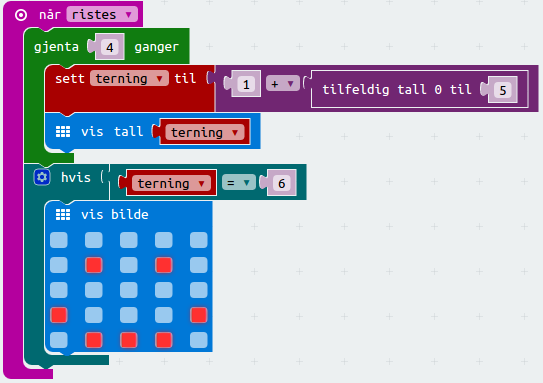 når ristes
gjenta 4 ganger
sett terning til 1 + tilfeldig tall 0 til 5
vis tall terning
hvis terning = 6
vis bilde